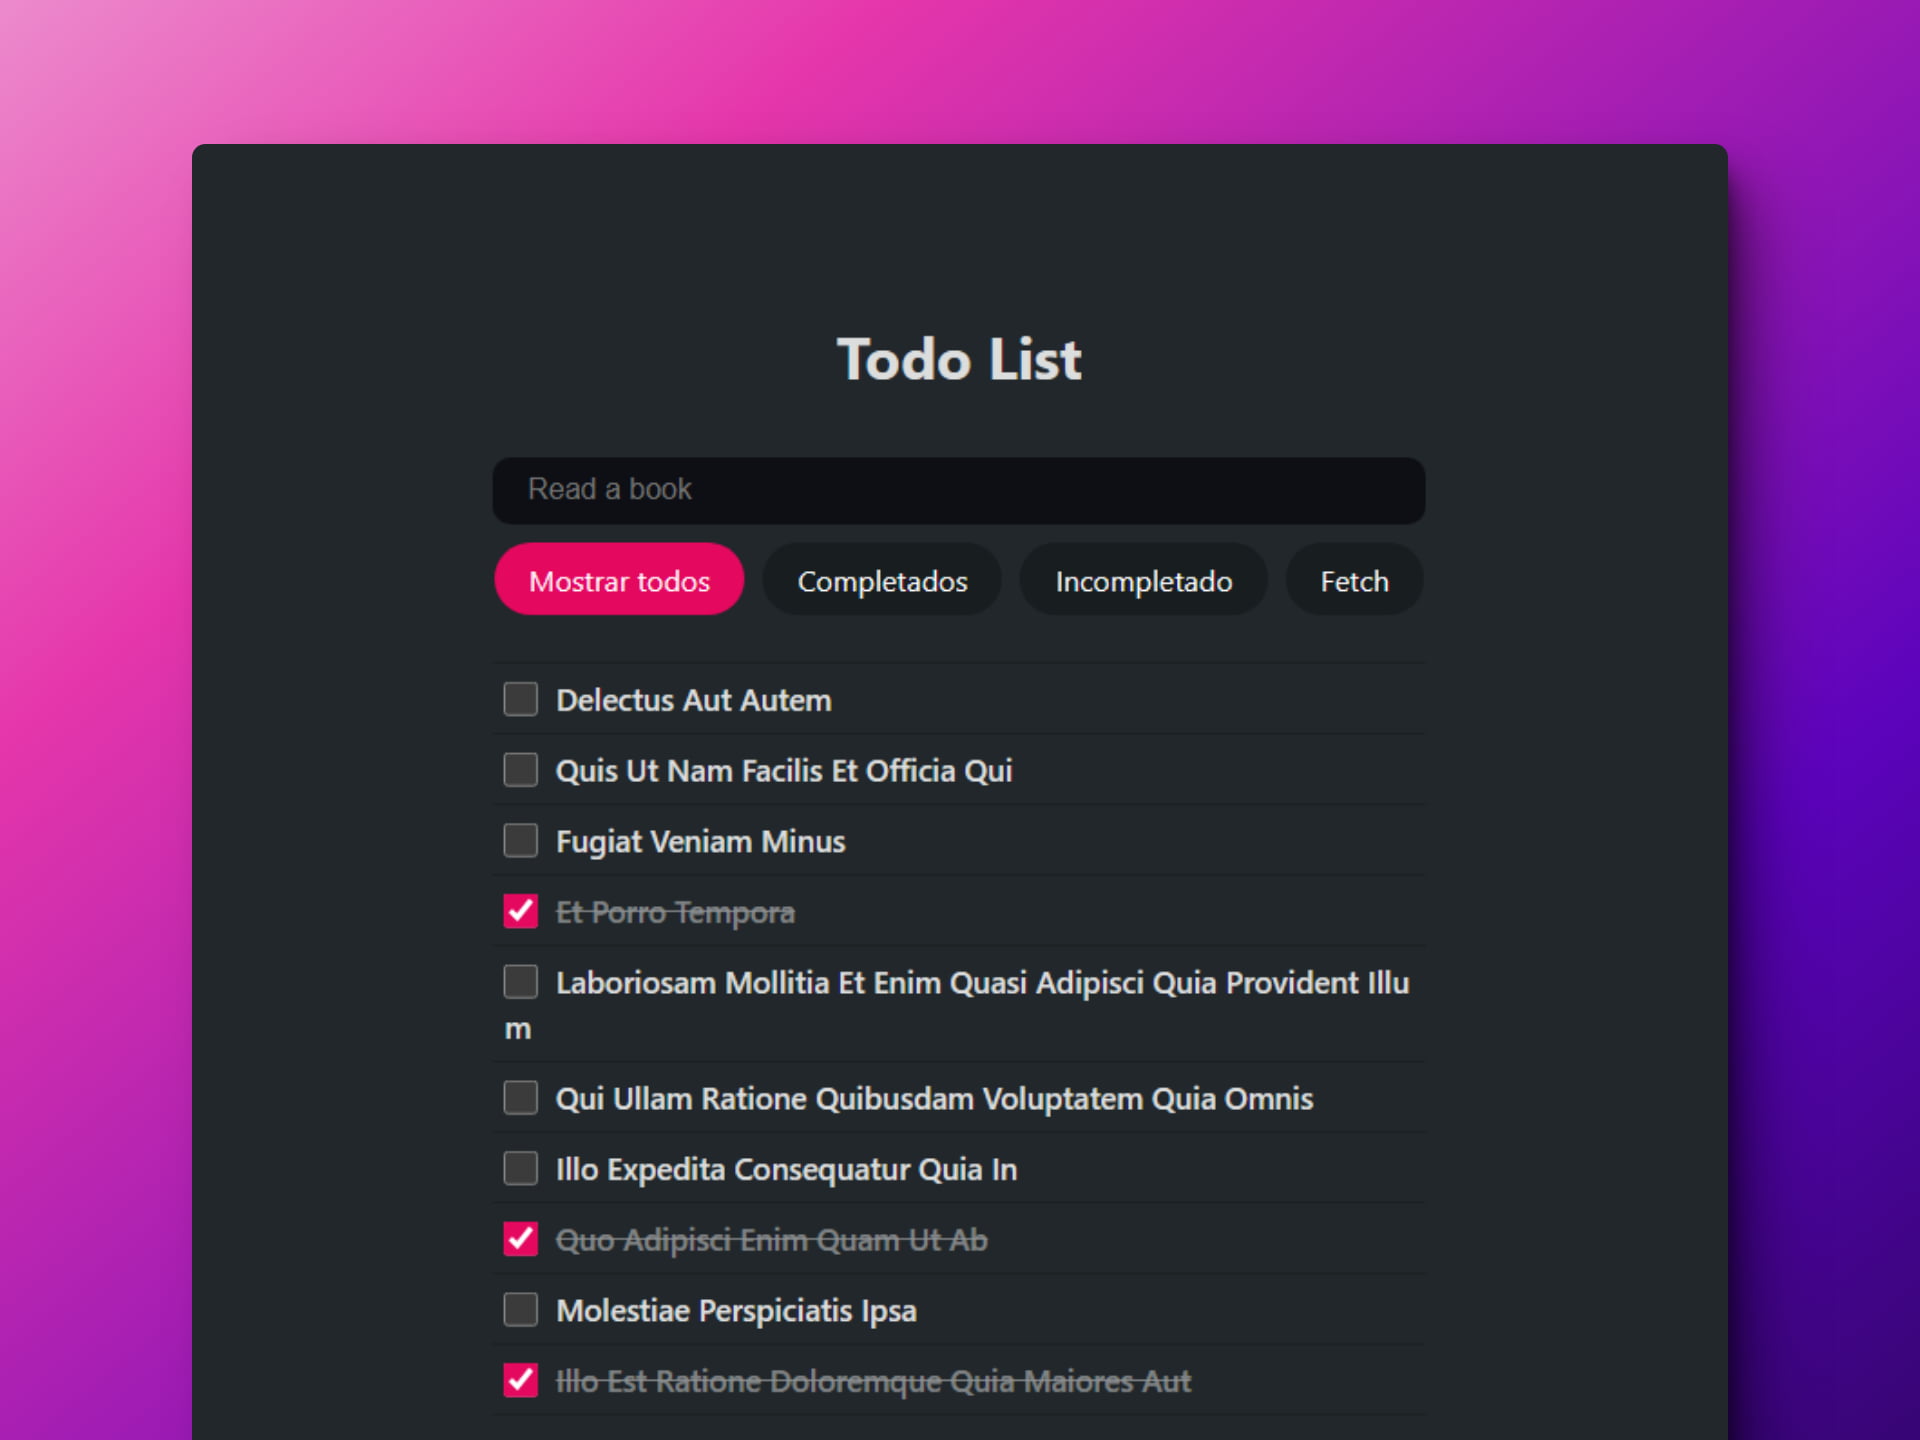 Todo List
Read a book
Mostrar todos Completados Incompletado Fetch
Delectus Aut Autem
Quis Ut Nam Facilis Et Officia Qui
Fugiat Veniam Minus
Et Porro Tempora
Laboriosam Mollitia Et Enim Quasi Adipisci Quia Provident Illu
m
Qui Ullam Ratione Quibusdam Voluptatem Quia Omnis
Illo Expedita Consequatur Quia In
Quo Adipisci Enim Quam Ut Ab
Molestiae Perspiciatis Ipsa
Illo Est Ratione Doloremque Quia Maiores Aut